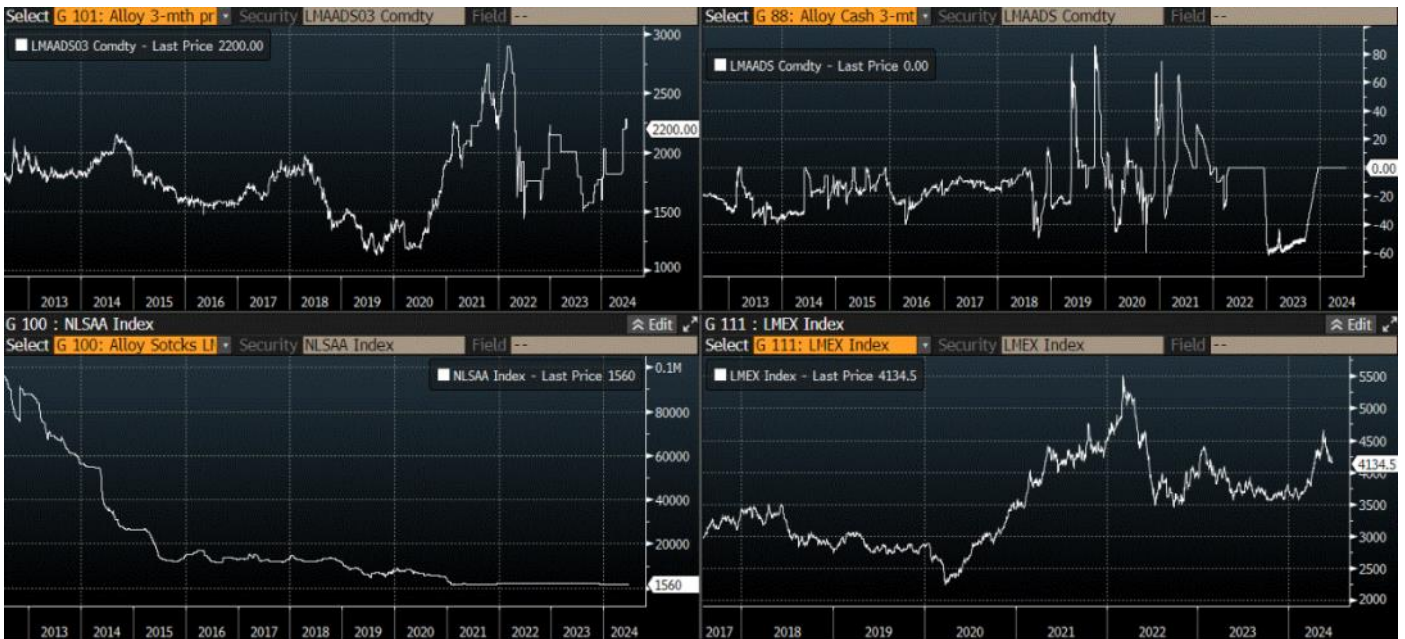 Select G 101: Alloy 3-mth pr Security LMAADS03 Comdty Field --
LMAADS03 Comdty - Last Price 2200.00
3000
2500
2200.00
2000
1500
1000
2013 2014 2015 2016 2017 2018 2019 2020 2021 2022 2023 2024
Select G 88: Alloy Cash 3-mt Security LMAADS Comdty Field --
LMAADS Comdty - Last Price 0.00
80
60
40
20
0.00
-20
-40
-60
2013 2014 2015 2016 2017 2018 2019 2020 2021 2022 2023 2024
G 100 : NLSAA Index Edit
Select G 100: Alloy Sotcks LM Security NLSAA Index Field --
NLSAA Index - Last Price 1560
0.1M
80000
60000
40000
20000
1560
2013 2014 2015 2016 2017 2018 2019 2020 2021 2022 2023 2024
G 111 : LMEX Index Edit
Select G 111: LMEX Index Security LMEX Index Field --
LMEX Index - Last Price 4134.5
5500
5000
4500
4134.5
4000
3500
3000
2500
2000
2017 2018 2019 2020 2021 2022 2023 2024